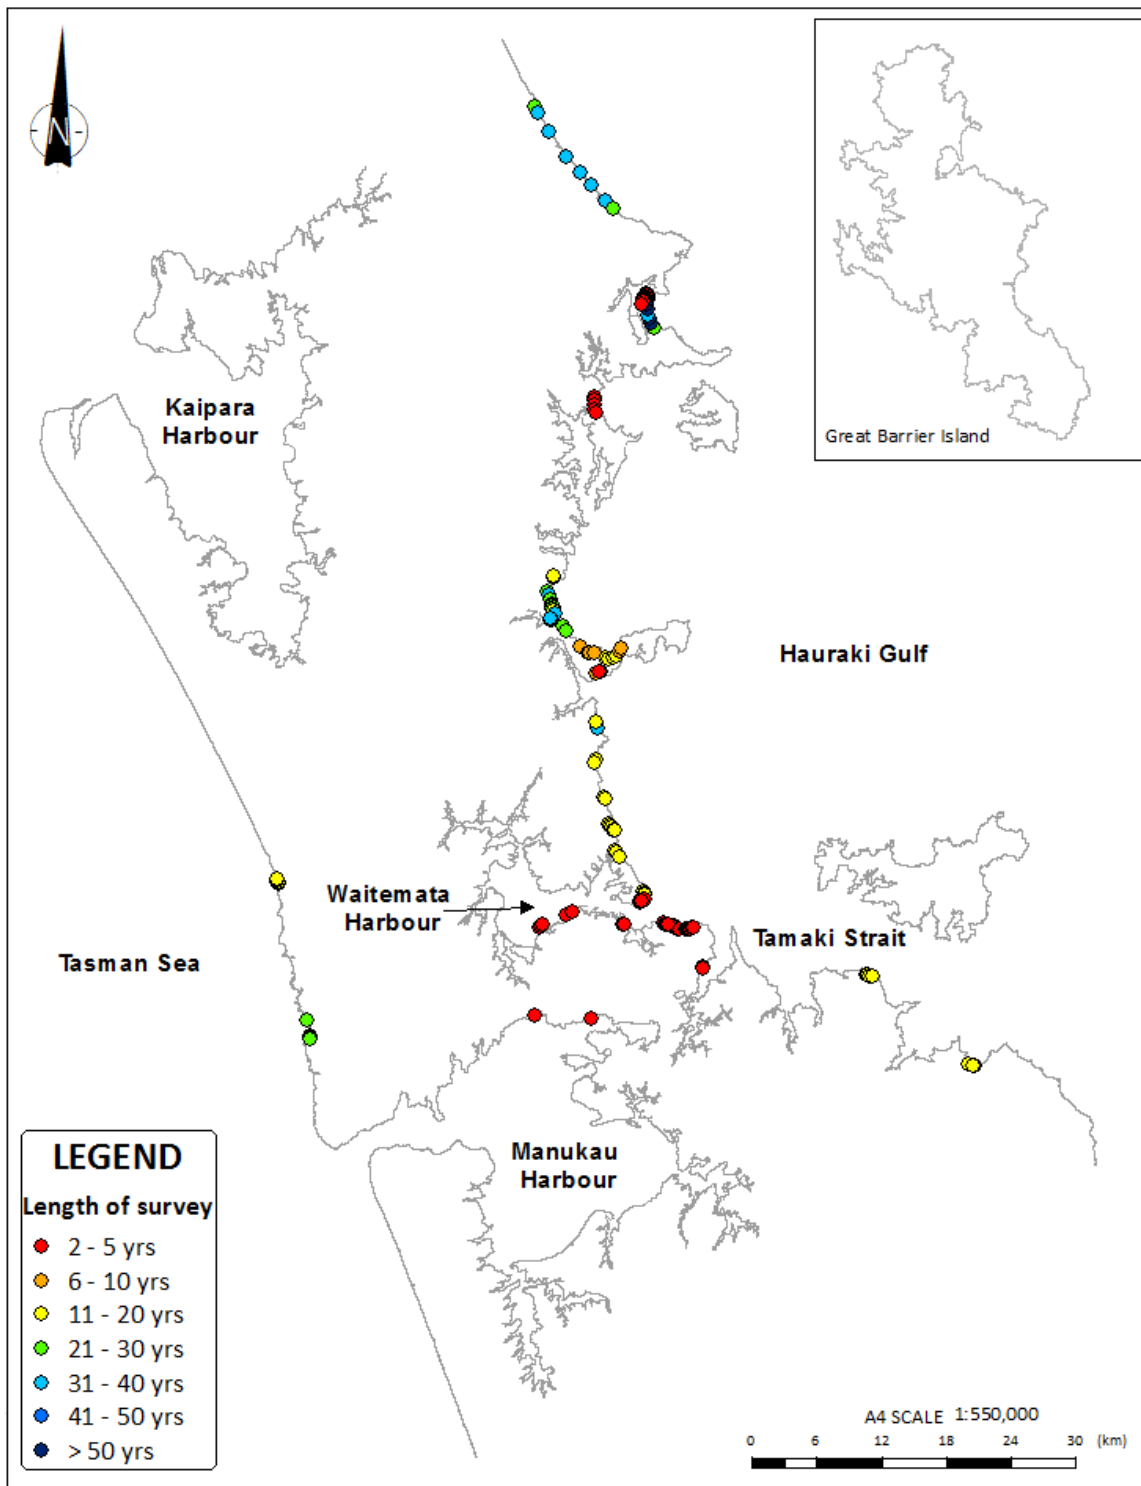 N
Great Barrier Island
Kaipara
Harbour
Hauraki Gulf
Waitemata
Harbour
Tamaki Strait
Tasman Sea
Manukau
Harbour
LEGEND
Length of survey
2 - 5 yrs
6 - 10 yrs
11 - 20 yrs
21 - 30 yrs
31 - 40 yrs
41 - 50 yrs
> 50 yrs
A4 SCALE 1:550,000
0 6 12 18 24 30 (km)